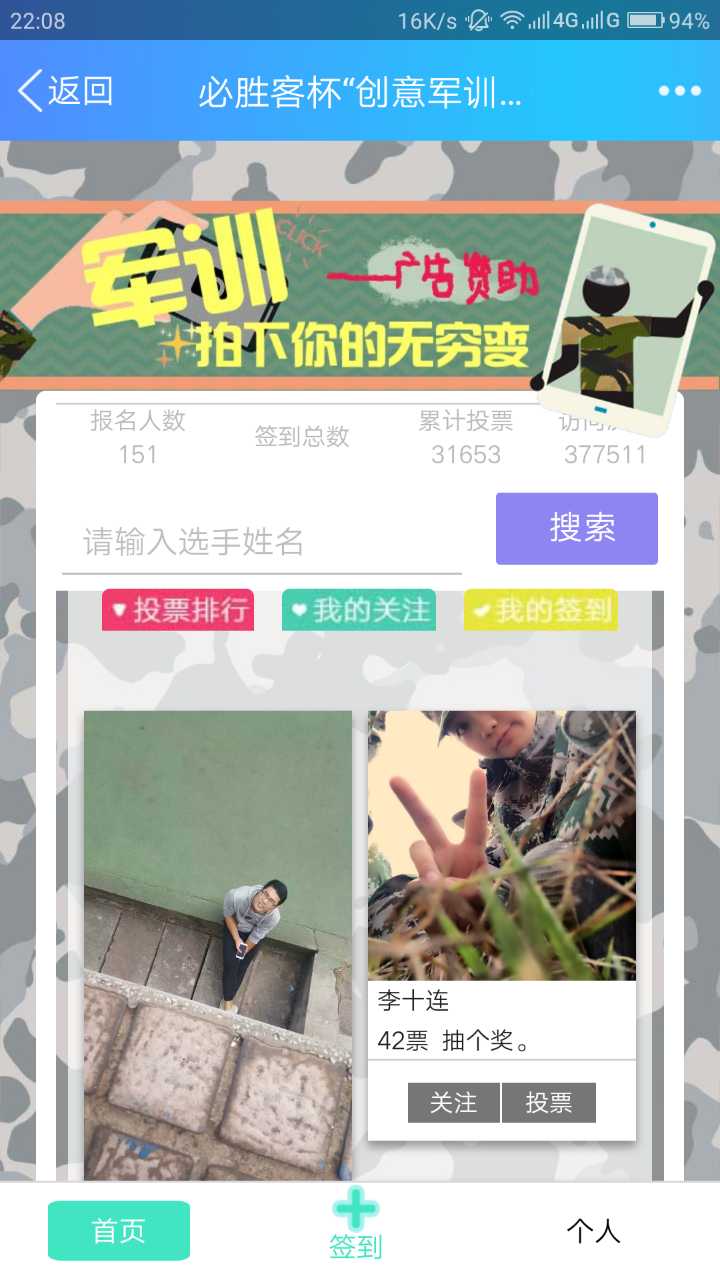 22:08 16K/s 4G G 94%
返回 必胜客杯“创意军训... •••
CLICK
军训
——广告赞助
拍下你的无穷变
报名人数 签到总数 累计投票
151 31653 377511
请输入选手姓名 搜索
投票排行 我的关注 我的签到
李十连
42票 抽个奖。
关注 投票
首页 签到 个人